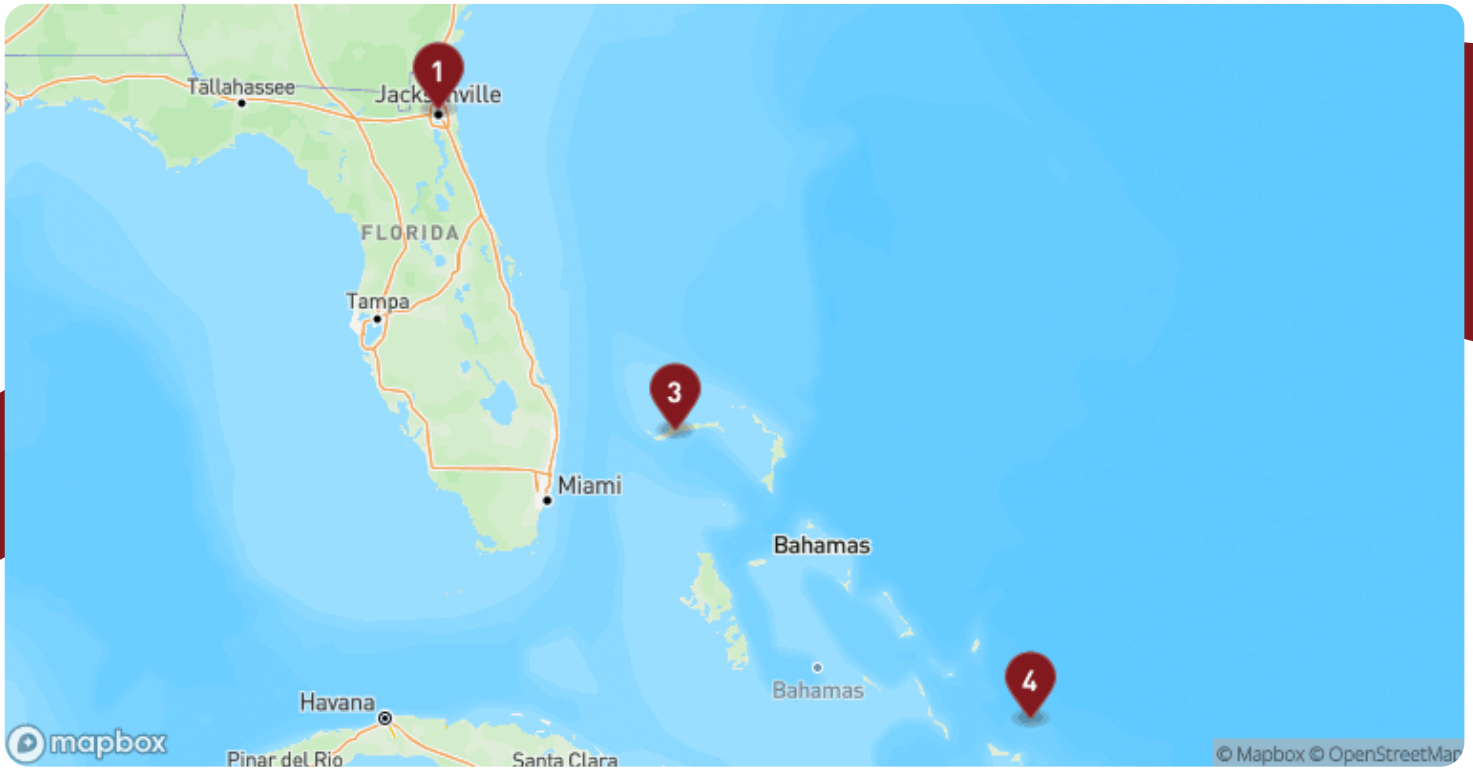 1
Tallahassee
Jacksonville
FLORIDA
Tampa
3
Miami
Bahamas
4
Bahamas
Havana
mapbox
Pinar del Rio
Santa Clara
© Mapbox © OpenStreetMap